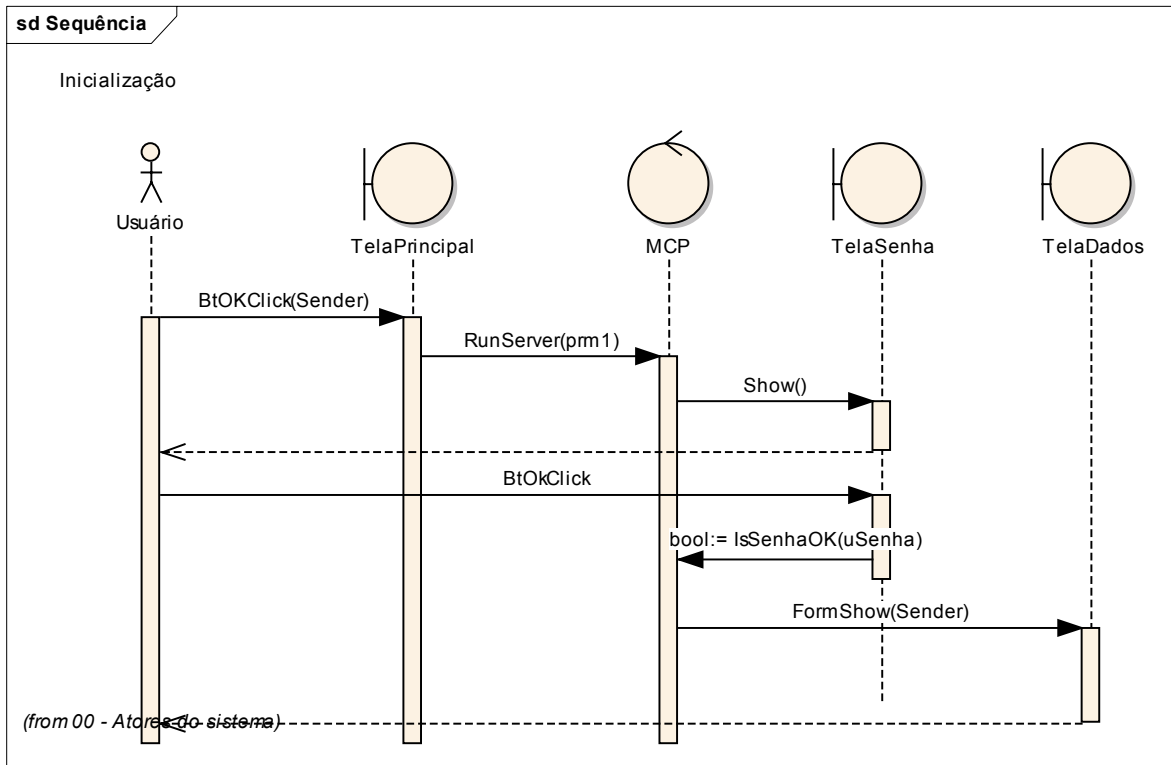 sd Sequência
Inicialização
Usuário
TelaPrincipal
MCP
TelaSenha
TelaDados
BtOKClick(Sender)
RunServer(prm1)
Show()
BtOkClick
bool:= IsSenhaOK(uSenha)
FormShow(Sender)
(from 00 - Atores do sistema)